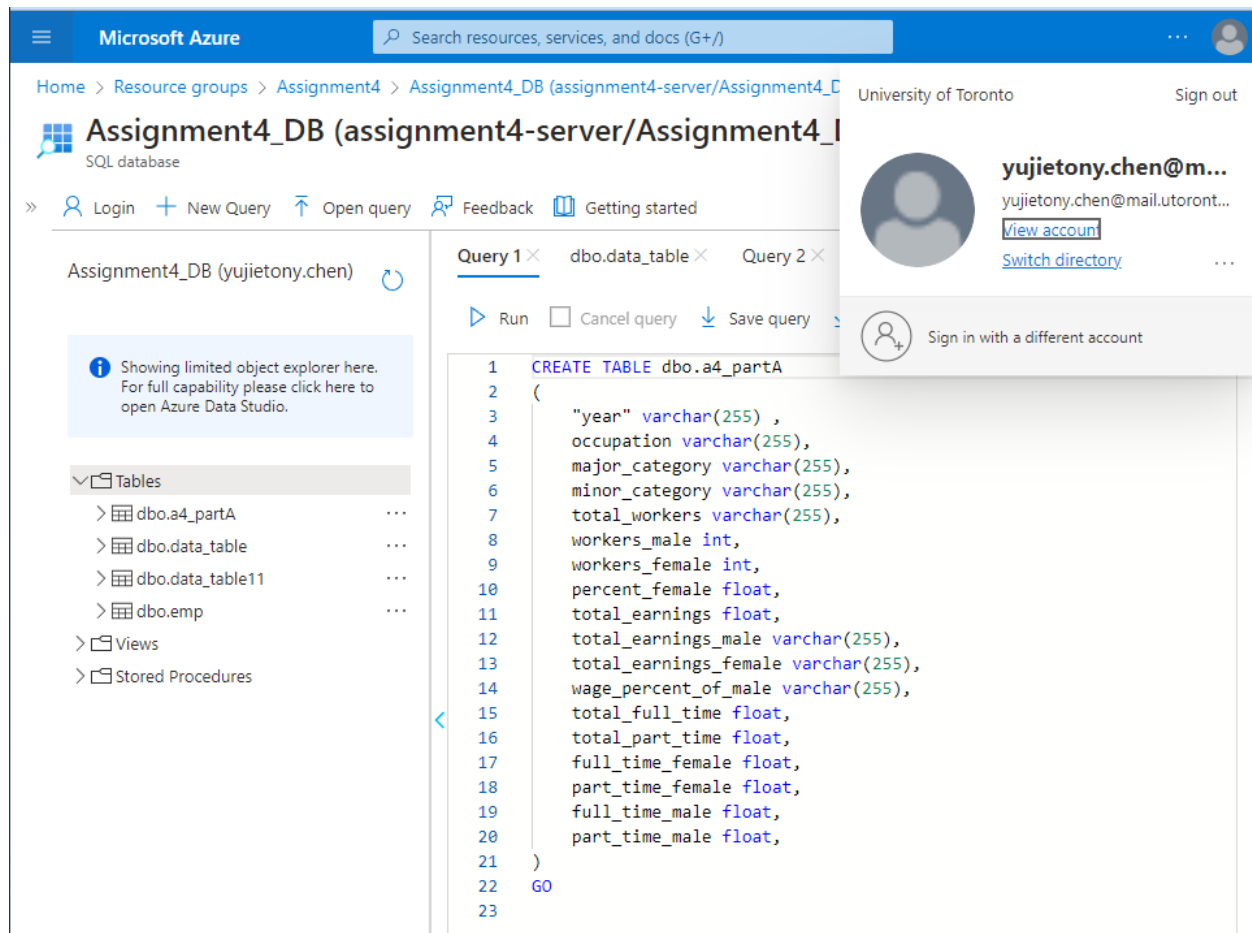 Microsoft Azure
Search resources, services, and docs (G+/)
...
Home > Resource groups > Assignment4 > Assignment4_DB (assignment4-server/Assignment4_D
Assignment4_DB (assignment4-server/Assignment4_
SQL database
» Login + New Query Open query Feedback Getting started
University of Toronto Sign out
yujietony.chen@m...
yujietony.chen@mail.utoront...
View account
Switch directory
...
Sign in with a different account
Assignment4_DB (yujietony.chen)
Showing limited object explorer here.
For full capability please click here to
open Azure Data Studio.
Tables
dbo.a4_partA ...
dbo.data_table ...
dbo.data_table11 ...
dbo.emp ...
Views
Stored Procedures
Query 1 × dbo.data_table × Query 2 ×
Run Cancel query Save query
1 CREATE TABLE dbo.a4_partA
2 (
3 "year" varchar(255) ,
4 occupation varchar(255),
5 major_category varchar(255),
6 minor_category varchar(255),
7 total_workers varchar(255),
8 workers_male int,
9 workers_female int,
10 percent_female float,
11 total_earnings float,
12 total_earnings_male varchar(255),
13 total_earnings_female varchar(255),
14 wage_percent_of_male varchar(255),
15 total_full_time float,
16 total_part_time float,
17 full_time_female float,
18 part_time_female float,
19 full_time_male float,
20 part_time_male float,
21 )
22 GO
23